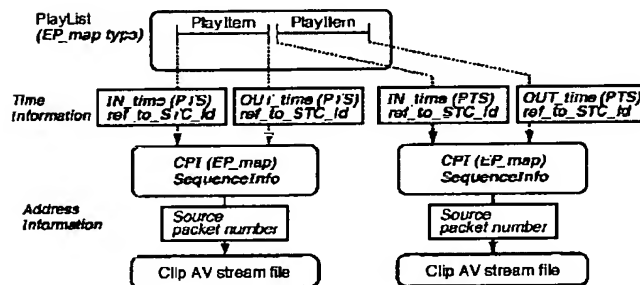 PlayList
(EP_map type)
PlayItem PlayItem
Time
Information
IN_time (PTS)
ref_to_STC_id
OUT_time (PTS)
ref_to_STC_id
IN_time (PTS)
ref_to_STC_id
OUT_time (PTS)
ref_to_STC_id
CPI (EP_map)
SequenceInfo
CPI (EP_map)
SequenceInfo
Address
Information
Source
packet number
Source
packet number
Clip AV stream file
Clip AV stream file